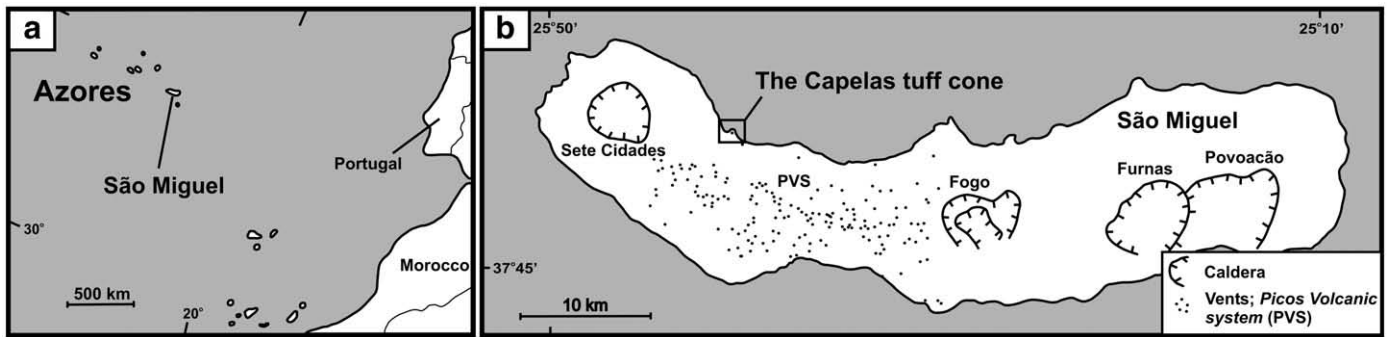 a
Azores
São Miguel
Portugal
Morocco
30°
20°
500 km
b
25°50’
25°10’
The Capelas tuff cone
São Miguel
Sete Cidades
PVS
Fogo
Furnas
Povoacão
37°45’
10 km
Caldera
Vents; Picos Volcanic
system (PVS)